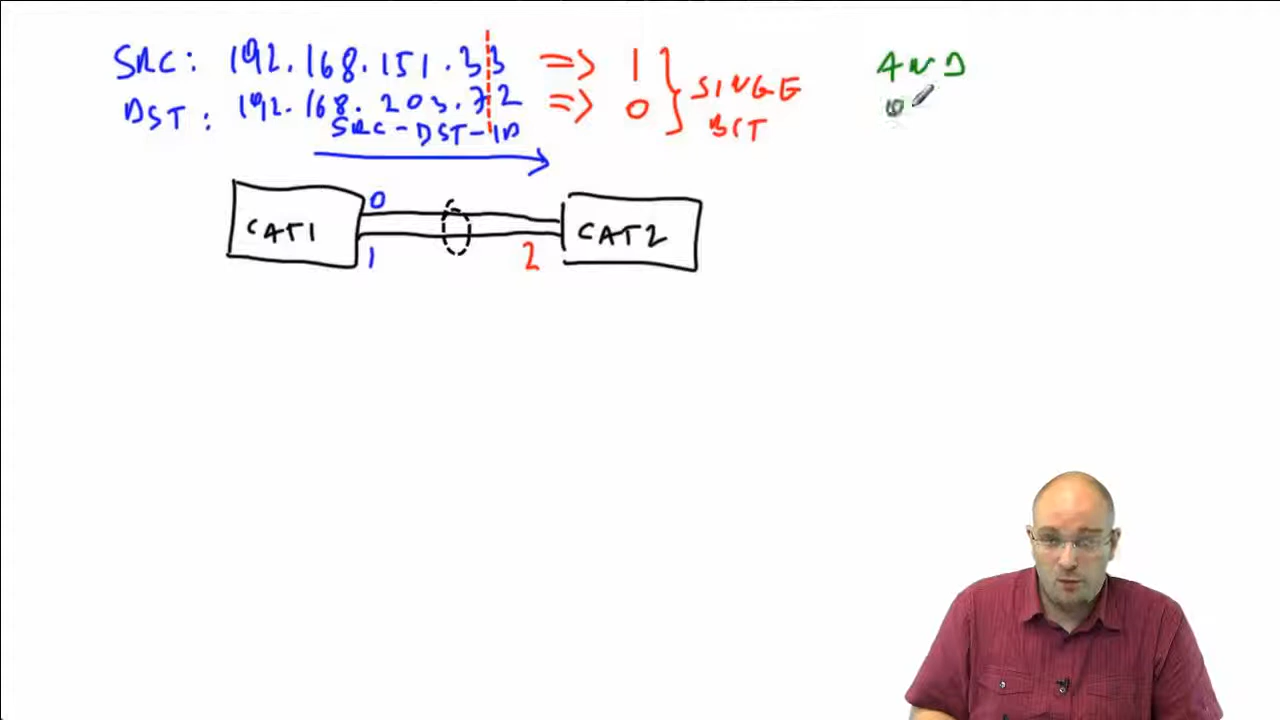 SRC: 192.168.151.33 => 1
DST: 192.168.203.72 => 0
SINGE
BIT
SRC-DST-IP
0
CAT1
CAT2
1
2
AND
0